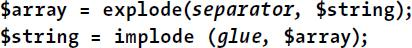 $array = explode(separator, $string);
$string = implode (glue, $array);